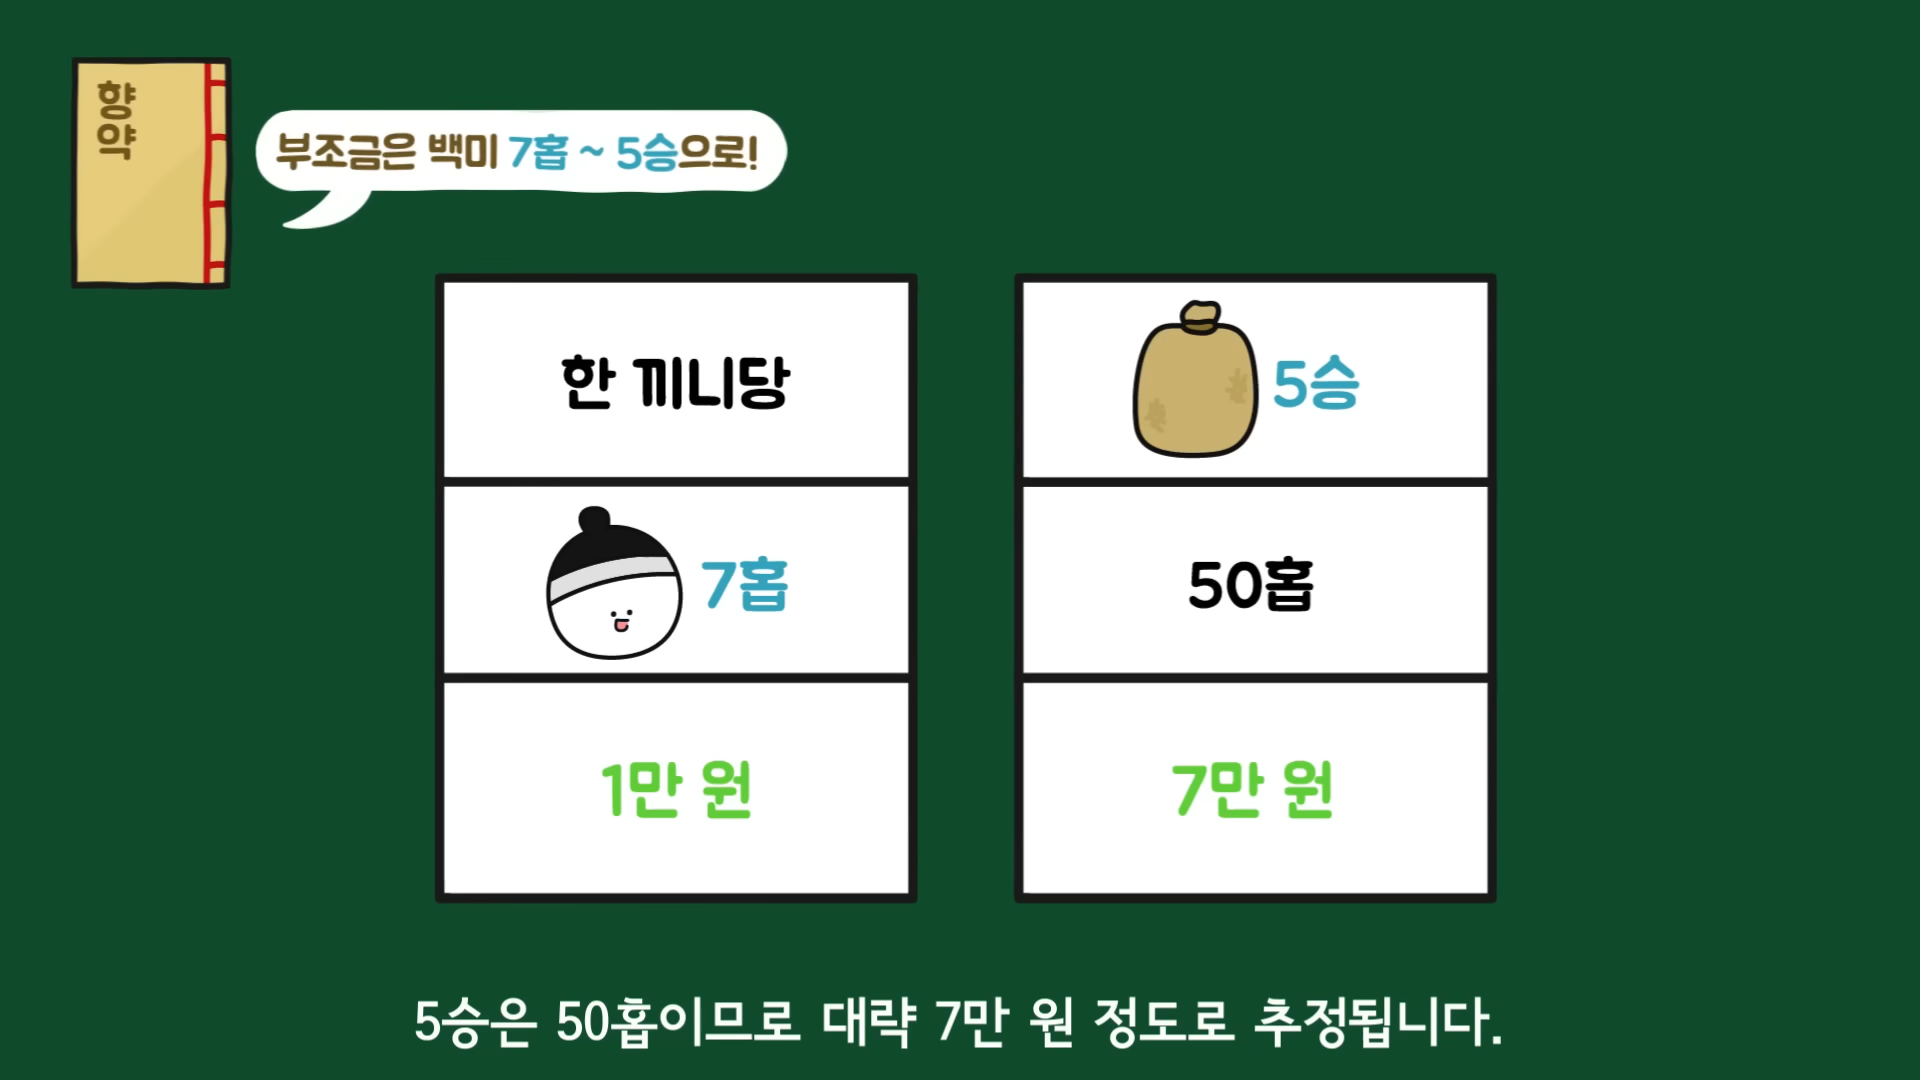 향약
부조금은 백미 7홉 ~ 5승으로!
한 끼니당
7홉
1만 원
5승
50홉
7만 원
5승은 50홉이므로 대략 7만 원 정도로 추정됩니다.